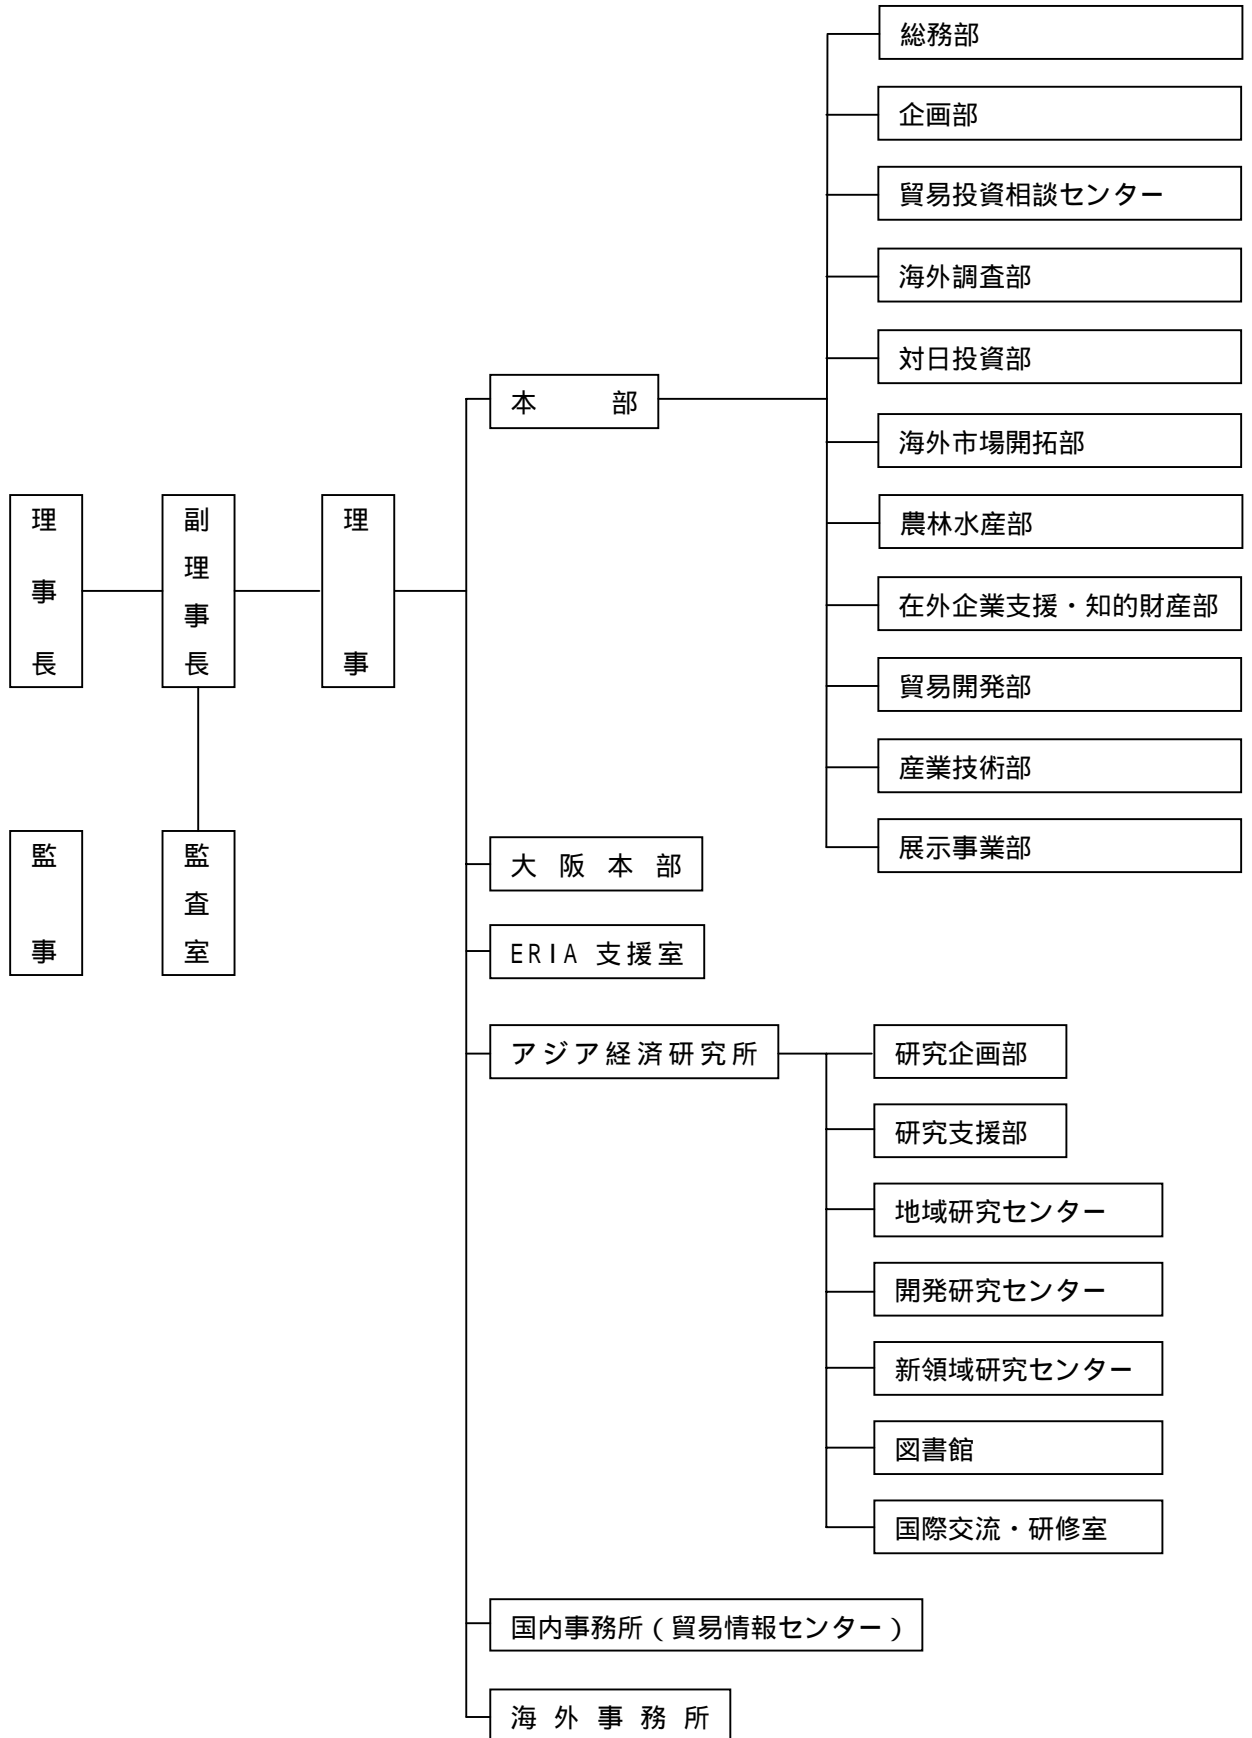 理事長
副理事長
理事
監事
監査室
本部
総務部
企画部
貿易投資相談センター
海外調査部
対日投資部
海外市場開拓部
農林水産部
在外企業支援・知的財産部
貿易開発部
産業技術部
展示事業部
大阪本部
ERIA 支援室
アジア経済研究所
研究企画部
研究支援部
地域研究センター
開発研究センター
新領域研究センター
図書館
国際交流・研修室
国内事務所（貿易情報センター）
海外事務所